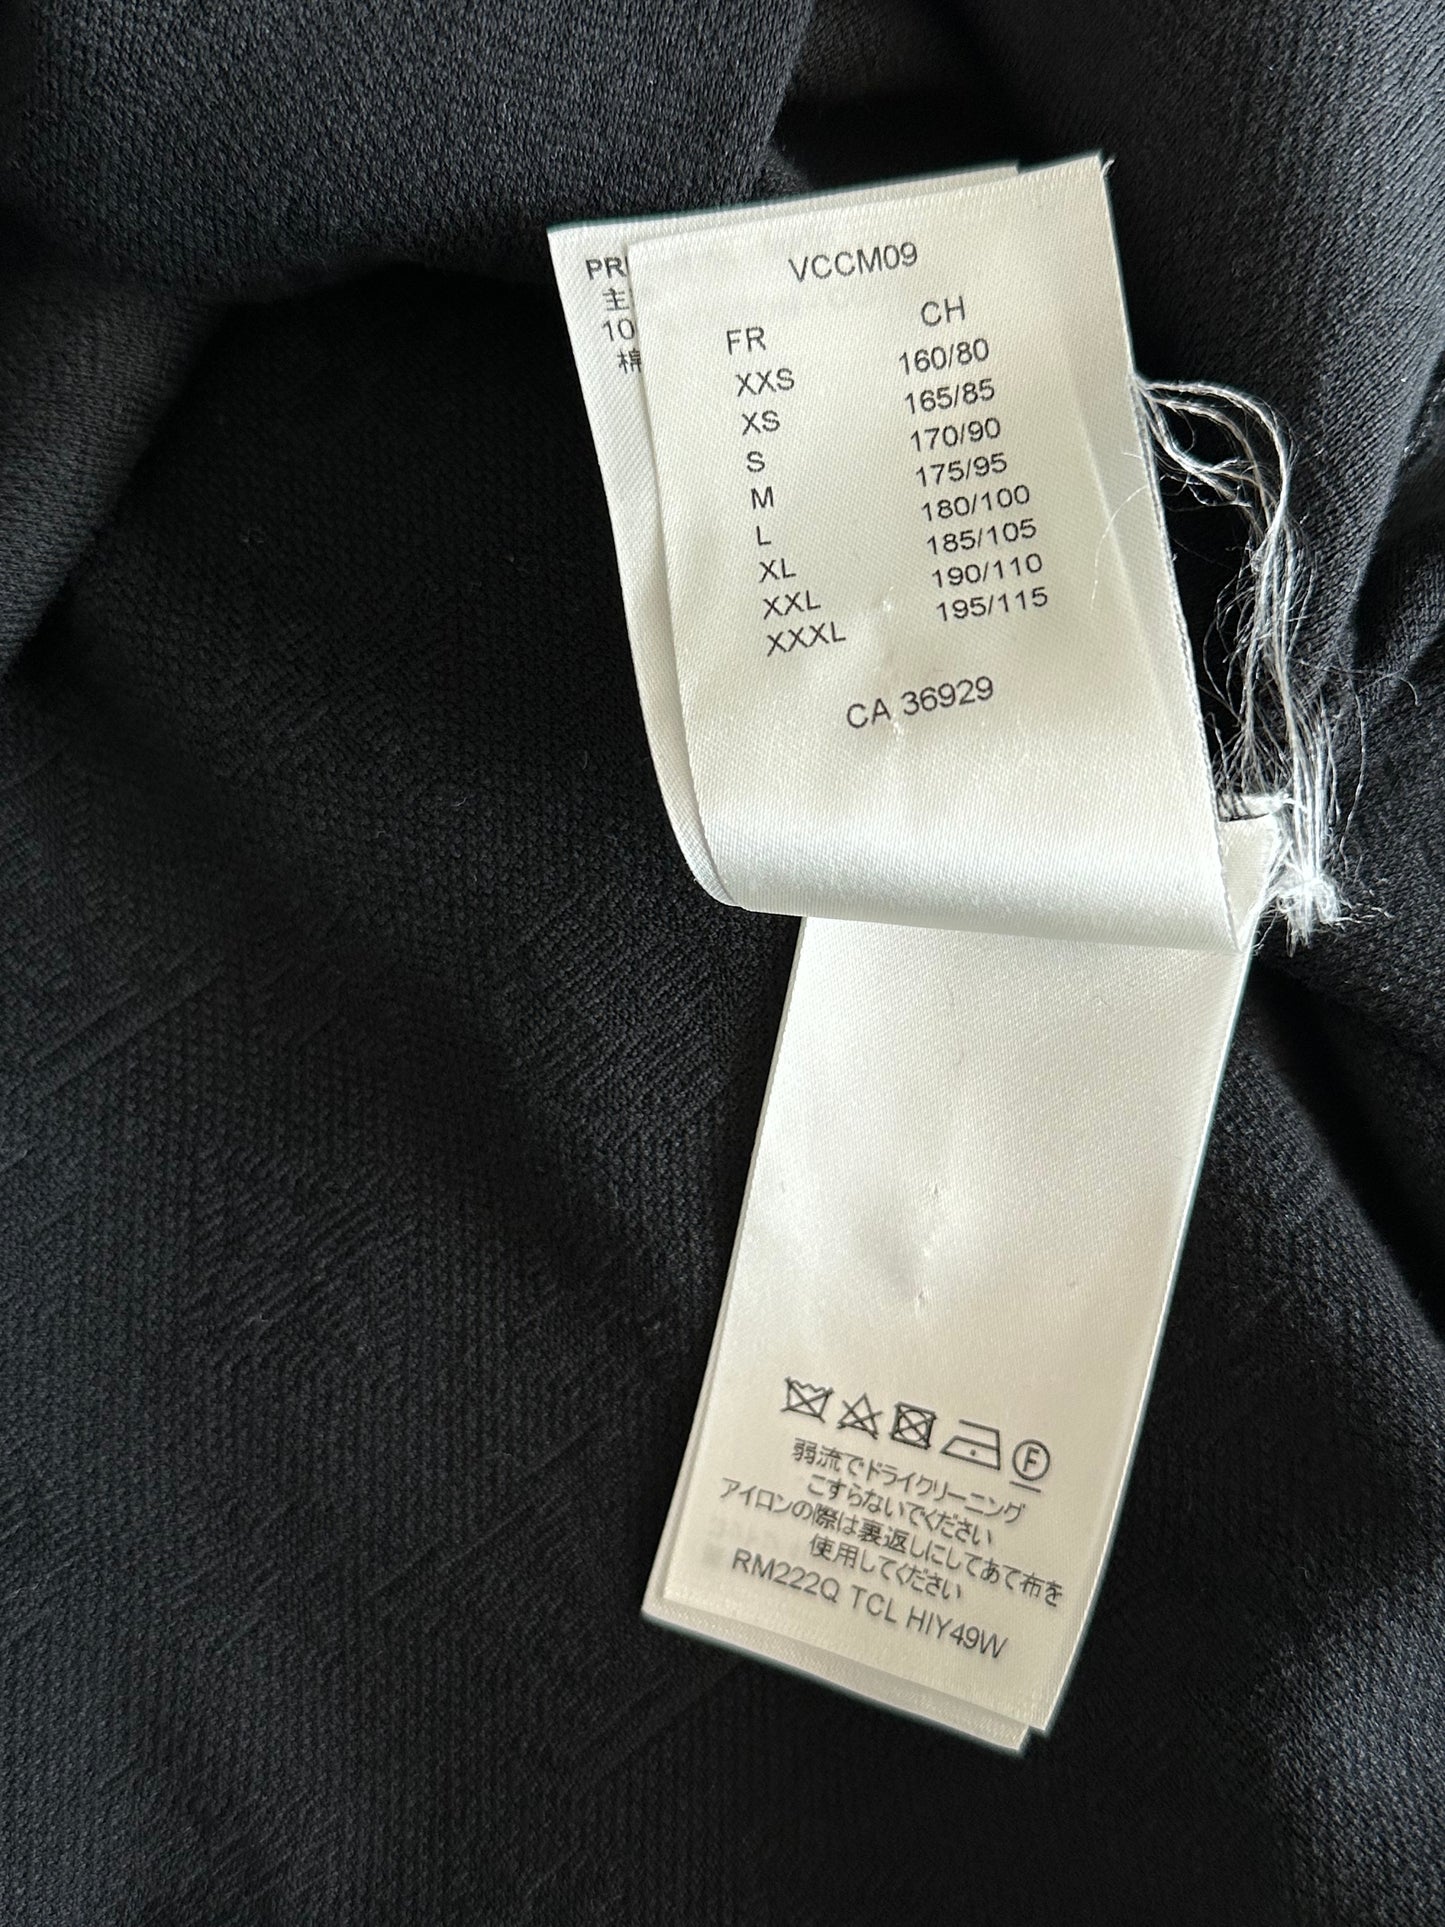 VCCM09
FR CH
XXS 160/80
XS 165/85
S 170/90
M 175/95
L 180/100
XL 185/105
XXL 190/110
XXXL 195/115
CA 36929
主
10
棉
F
弱流でドライクリーニング
こすらないでください
アイロンの際は裏返しにしてあて布を
使用してください
RM222Q TCL HIY49W